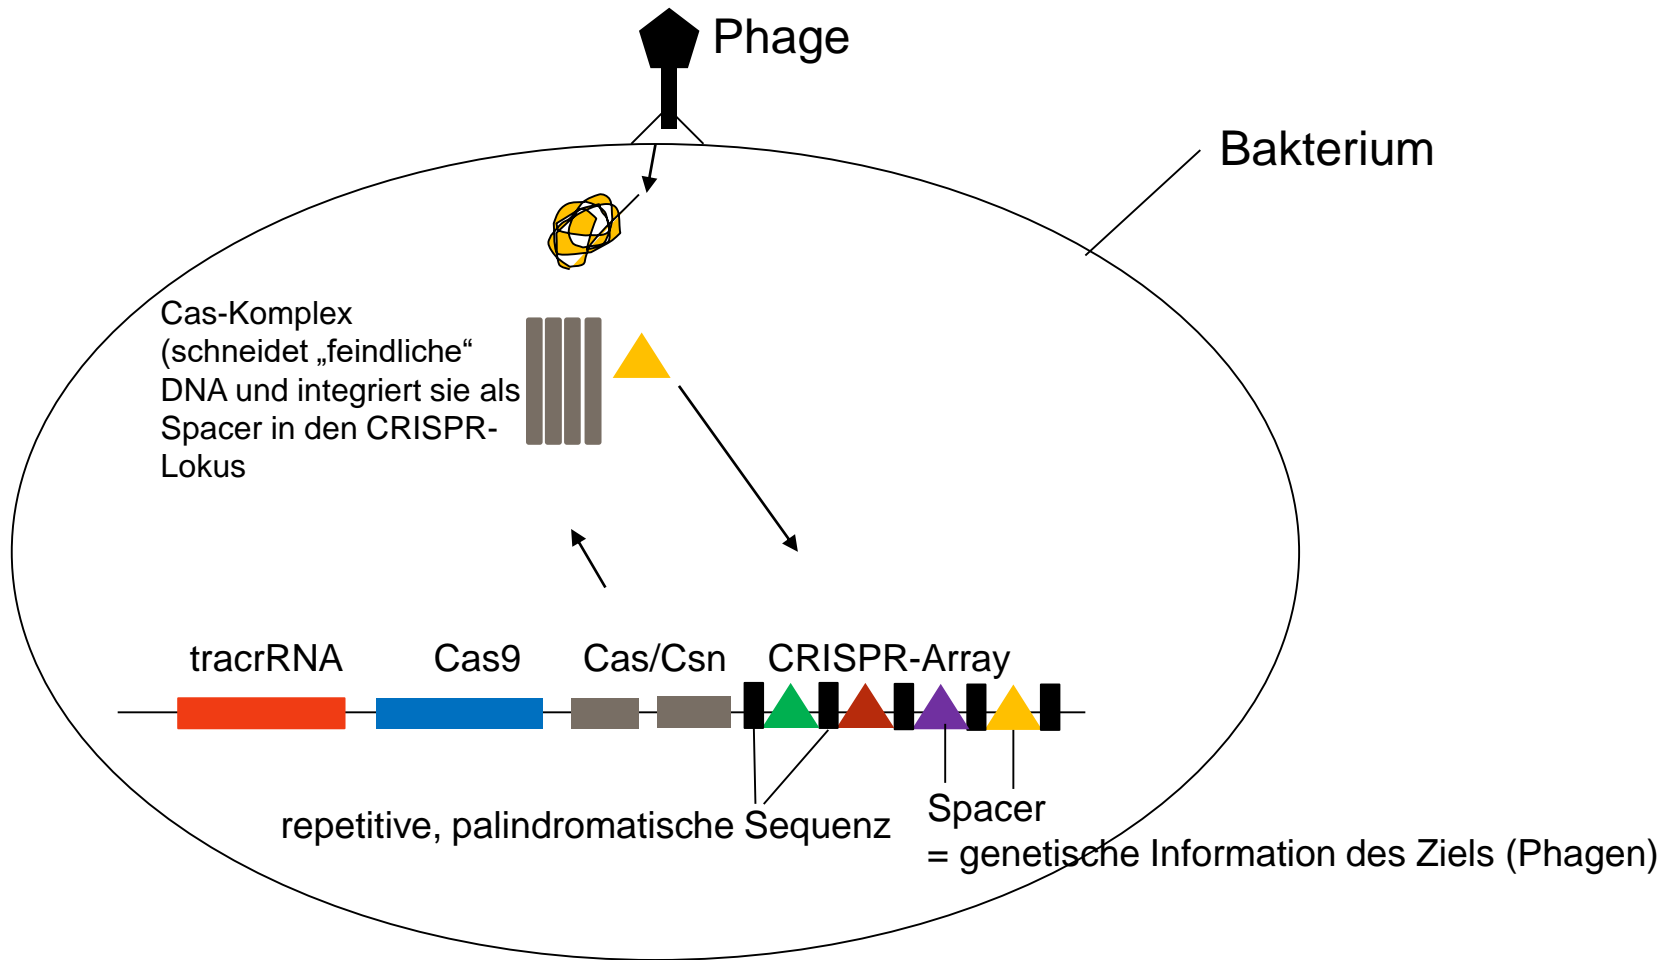 Phage
Bakterium
Cas-Komplex
(schneidet „feindliche“
DNA und integriert sie als
Spacer in den CRISPR-
Lokus
tracrRNA
Cas9
Cas/Csn
CRISPR-Array
repetitive, palindromatische Sequenz
Spacer
= genetische Information des Ziels (Phagen)